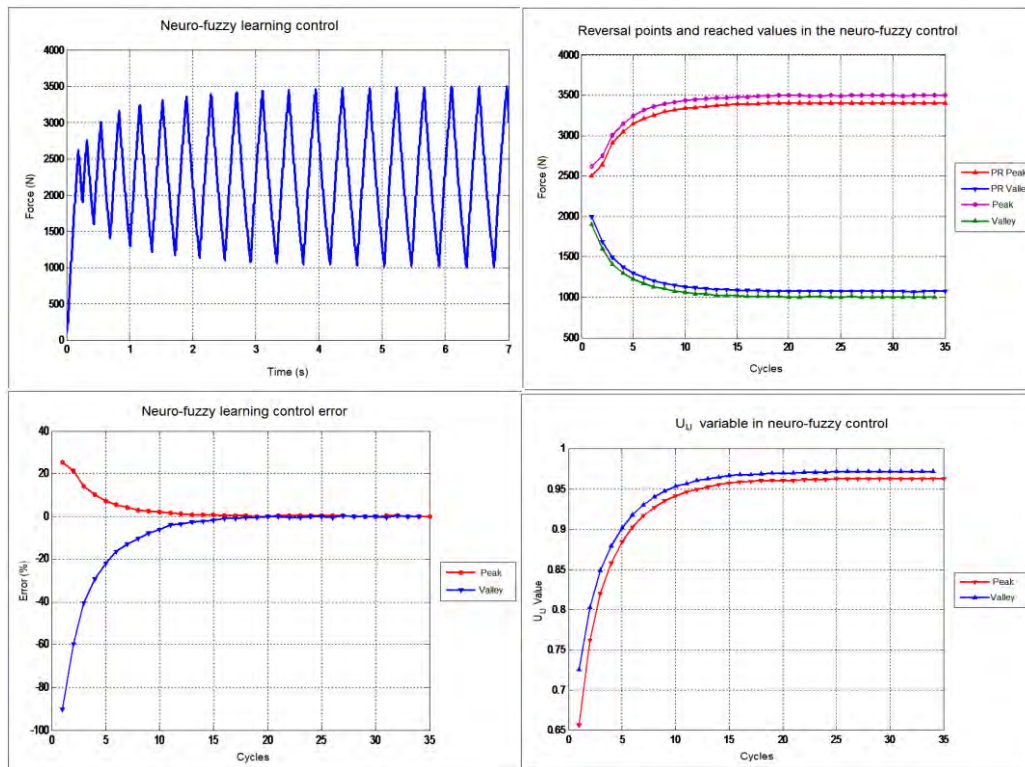 Neuro-fuzzy learning control
4000
3500
3000
2500
2000
1500
1000
500
0
Force (N)
0 1 2 3 4 5 6 7
Time (s)
Reversal points and reached values in the neuro-fuzzy control
4000
3500
3000
2500
2000
1500
1000
500
Force (N)
0 5 10 15 20 25 30 35
Cycles
PR Peak
PR Valley
Peak
Valley
Neuro-fuzzy learning control error
40
20
0
-20
-40
-60
-80
-100
Error (%)
0 5 10 15 20 25 30 35
Cycles
Peak
Valley
U_U variable in neuro-fuzzy control
1
0.95
0.9
0.85
0.8
0.75
0.7
0.65
U_U Value
0 5 10 15 20 25 30 35
Cycles
Peak
Valley